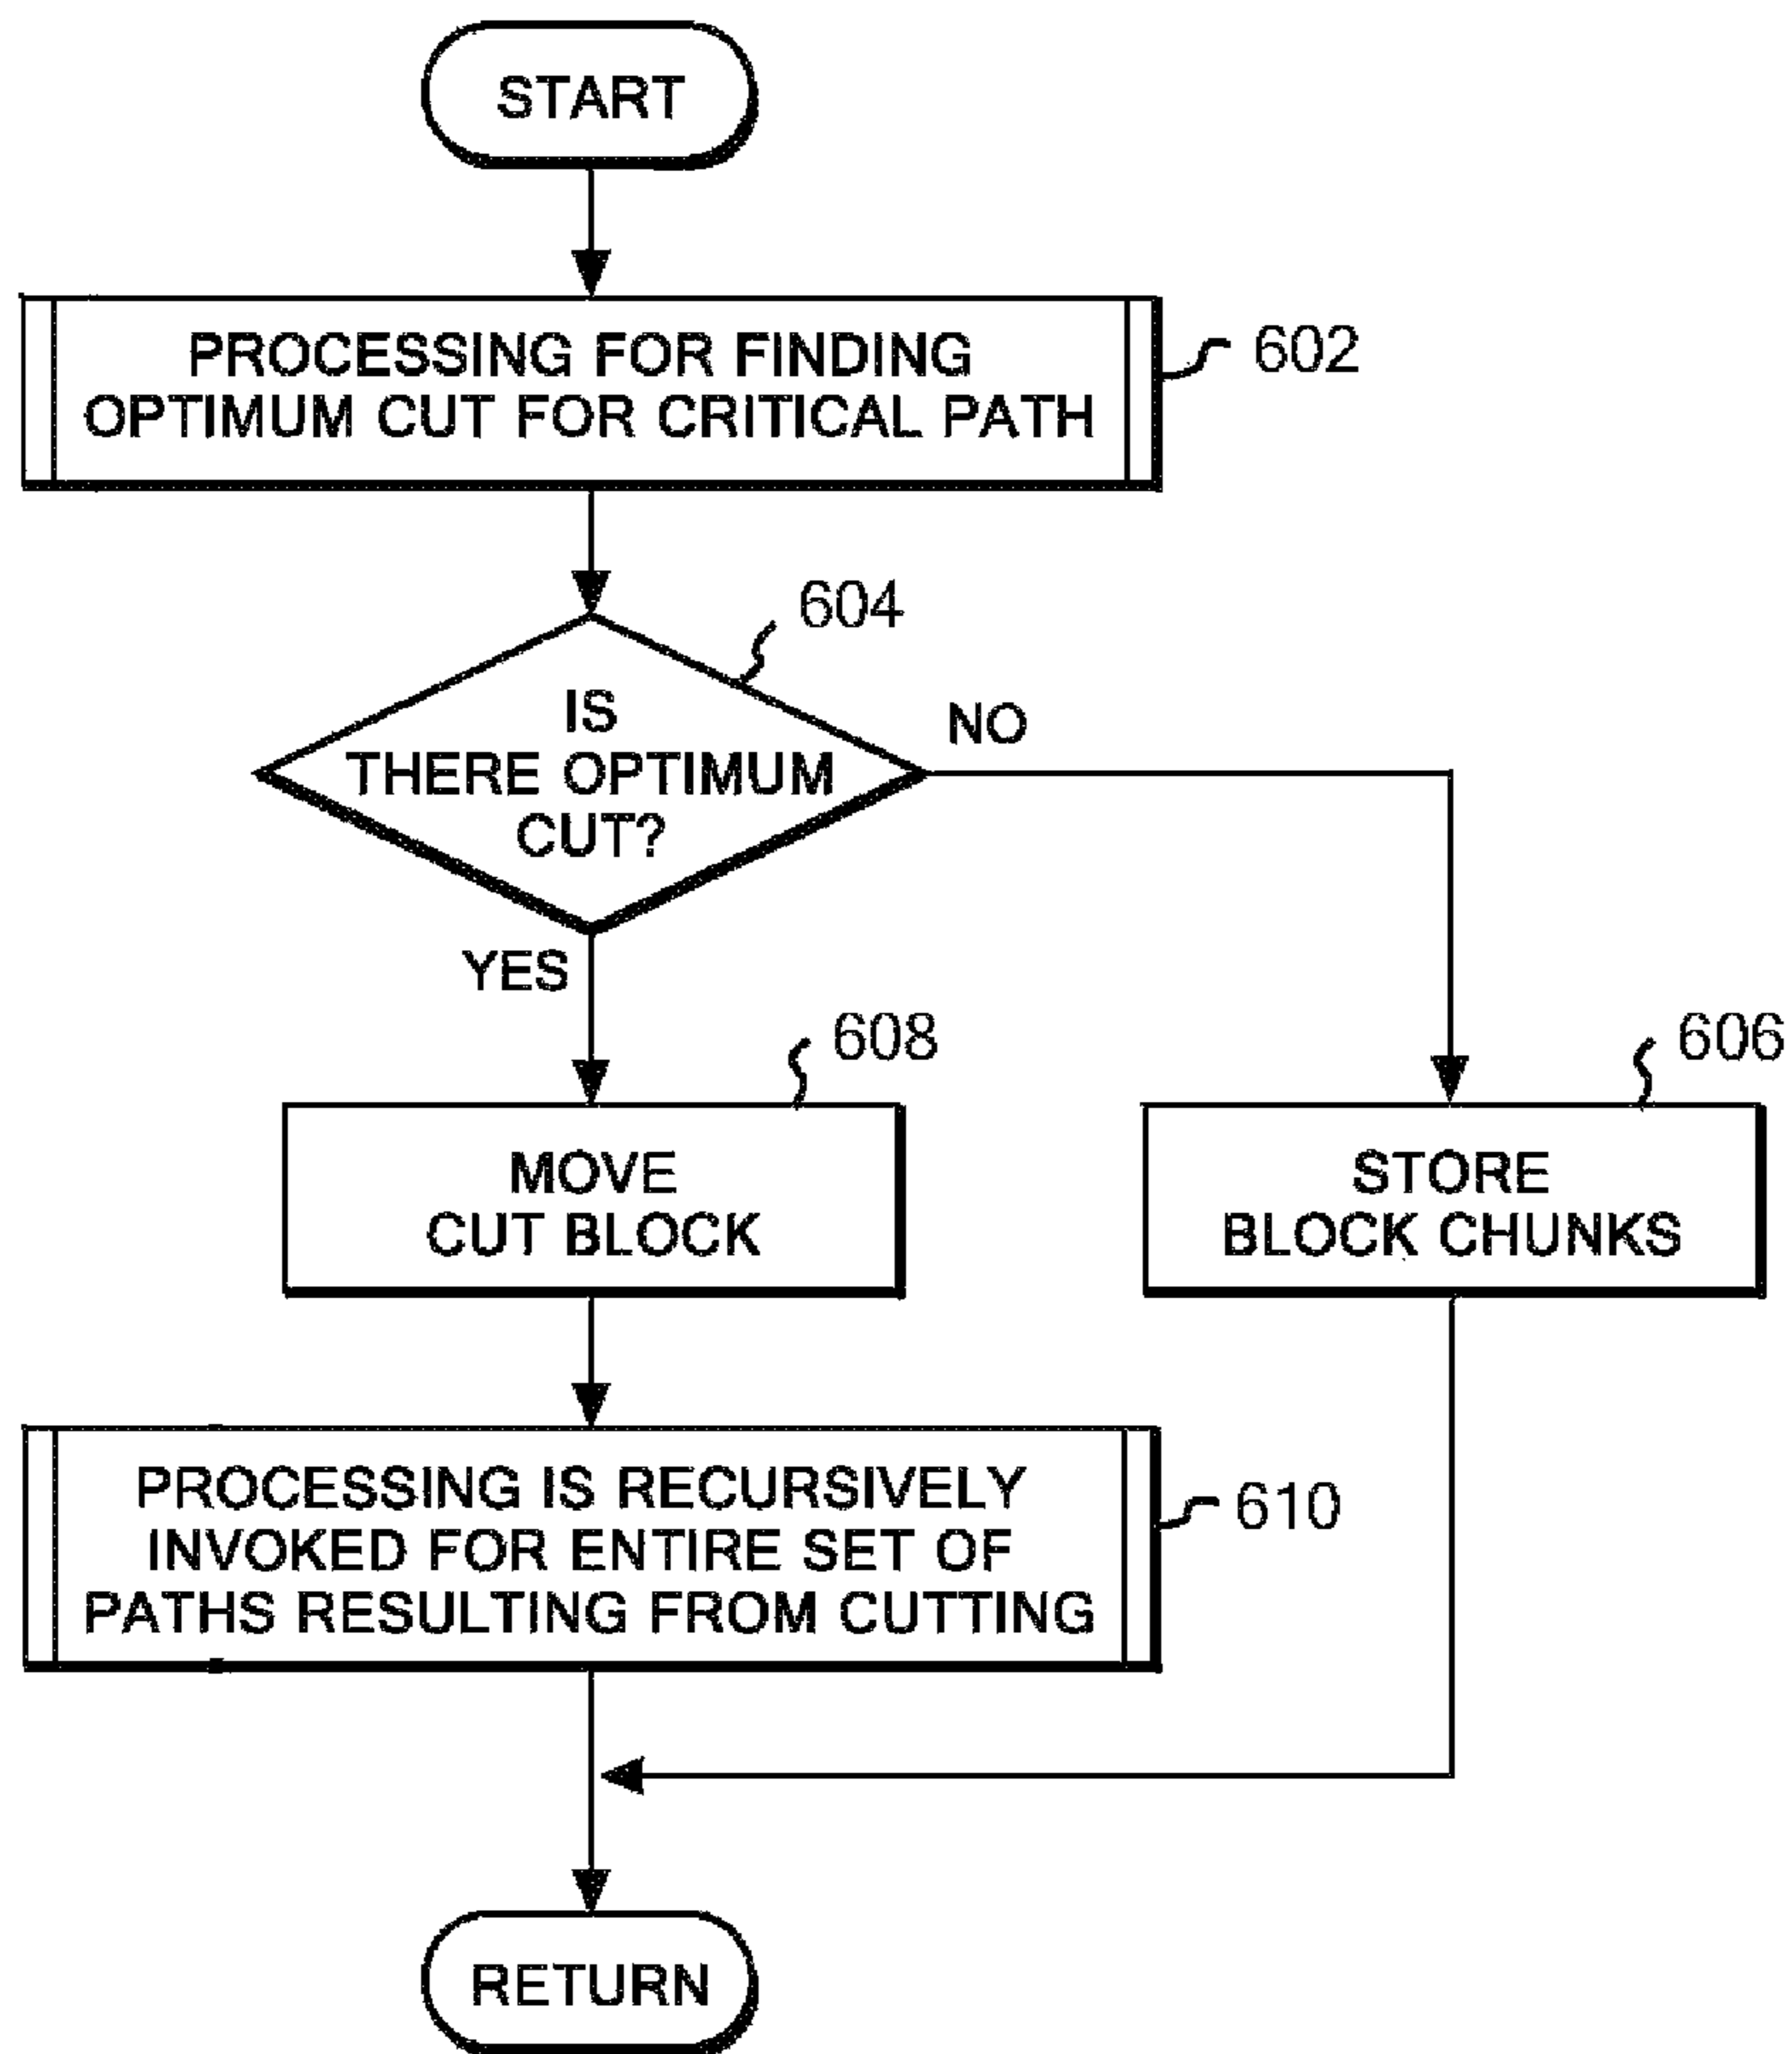 START
PROCESSING FOR FINDING
OPTIMUM CUT FOR CRITICAL PATH
602
604
IS
THERE OPTIMUM
CUT?
NO
YES
608
606
MOVE
CUT BLOCK
STORE
BLOCK CHUNKS
PROCESSING IS RECURSIVELY
INVOKED FOR ENTIRE SET OF
PATHS RESULTING FROM CUTTING
610
RETURN